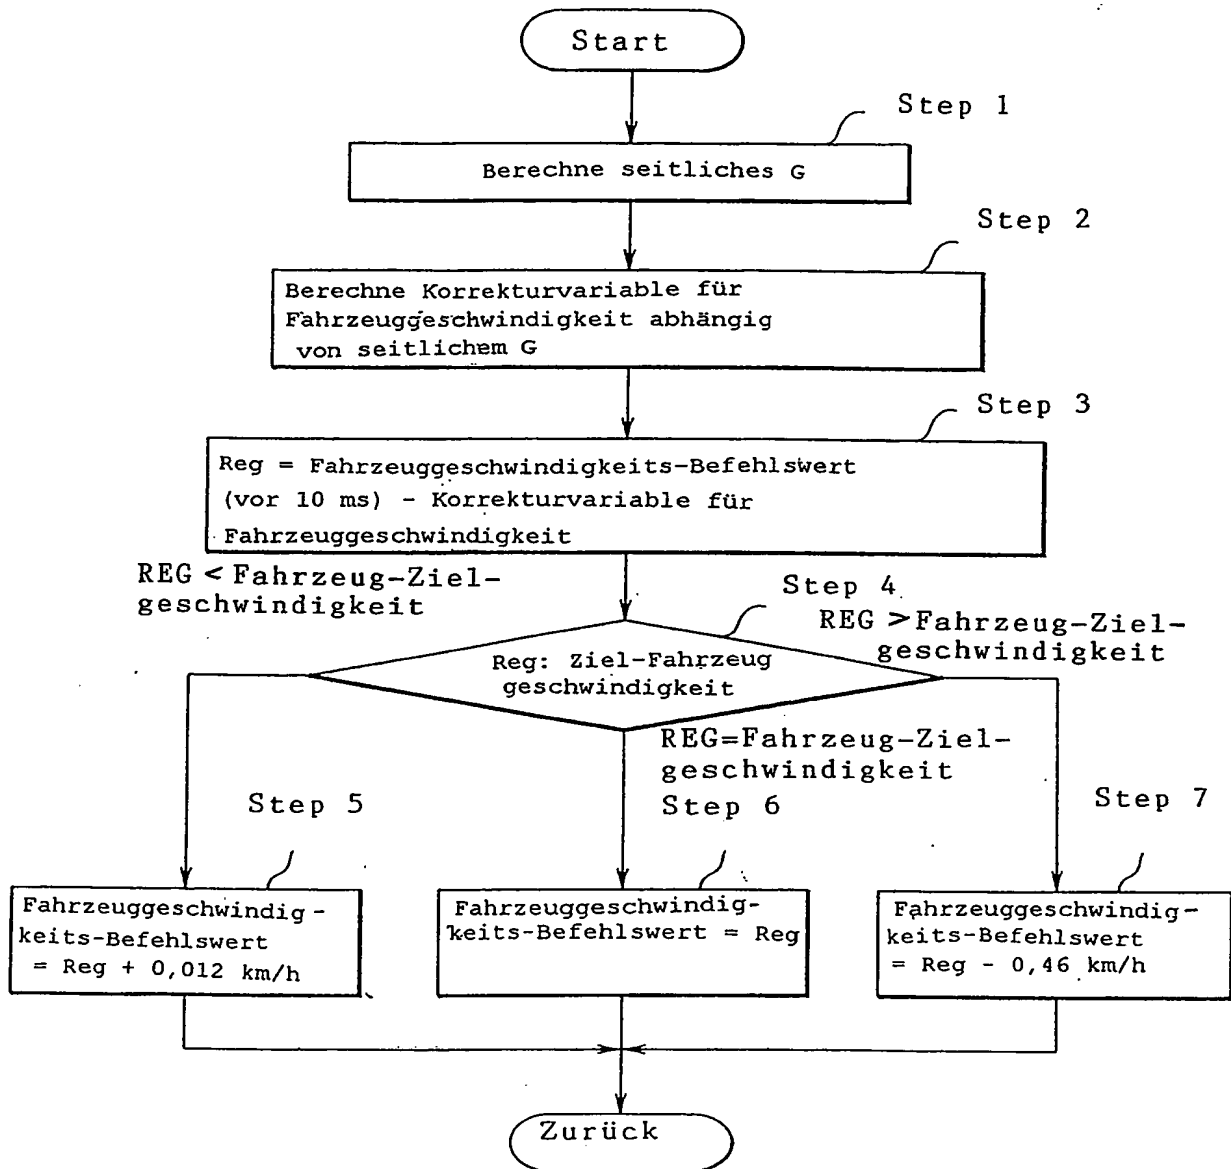 Start
Step 1
Berechne seitliches G
Step 2
Berechne Korrekturvariable für
Fahrzeuggeschwindigkeit abhängig
von seitlichem G
Step 3
Reg = Fahrzeuggeschwindigkeits-Befehlswert
(vor 10 ms) - Korrekturvariable für
Fahrzeuggeschwindigkeit
REG < Fahrzeug-Ziel-
geschwindigkeit
Step 4
REG > Fahrzeug-Ziel-
geschwindigkeit
Reg: Ziel-Fahrzeug
geschwindigkeit
REG=Fahrzeug-Ziel-
geschwindigkeit
Step 5
Step 6
Step 7
Fahrzeuggeschwindig-
keits-Befehlswert
= Reg + 0,012 km/h
Fahrzeuggeschwindig-
keits-Befehlswert = Reg
Fahrzeuggeschwindig-
keits-Befehlswert
= Reg - 0,46 km/h
Zurück